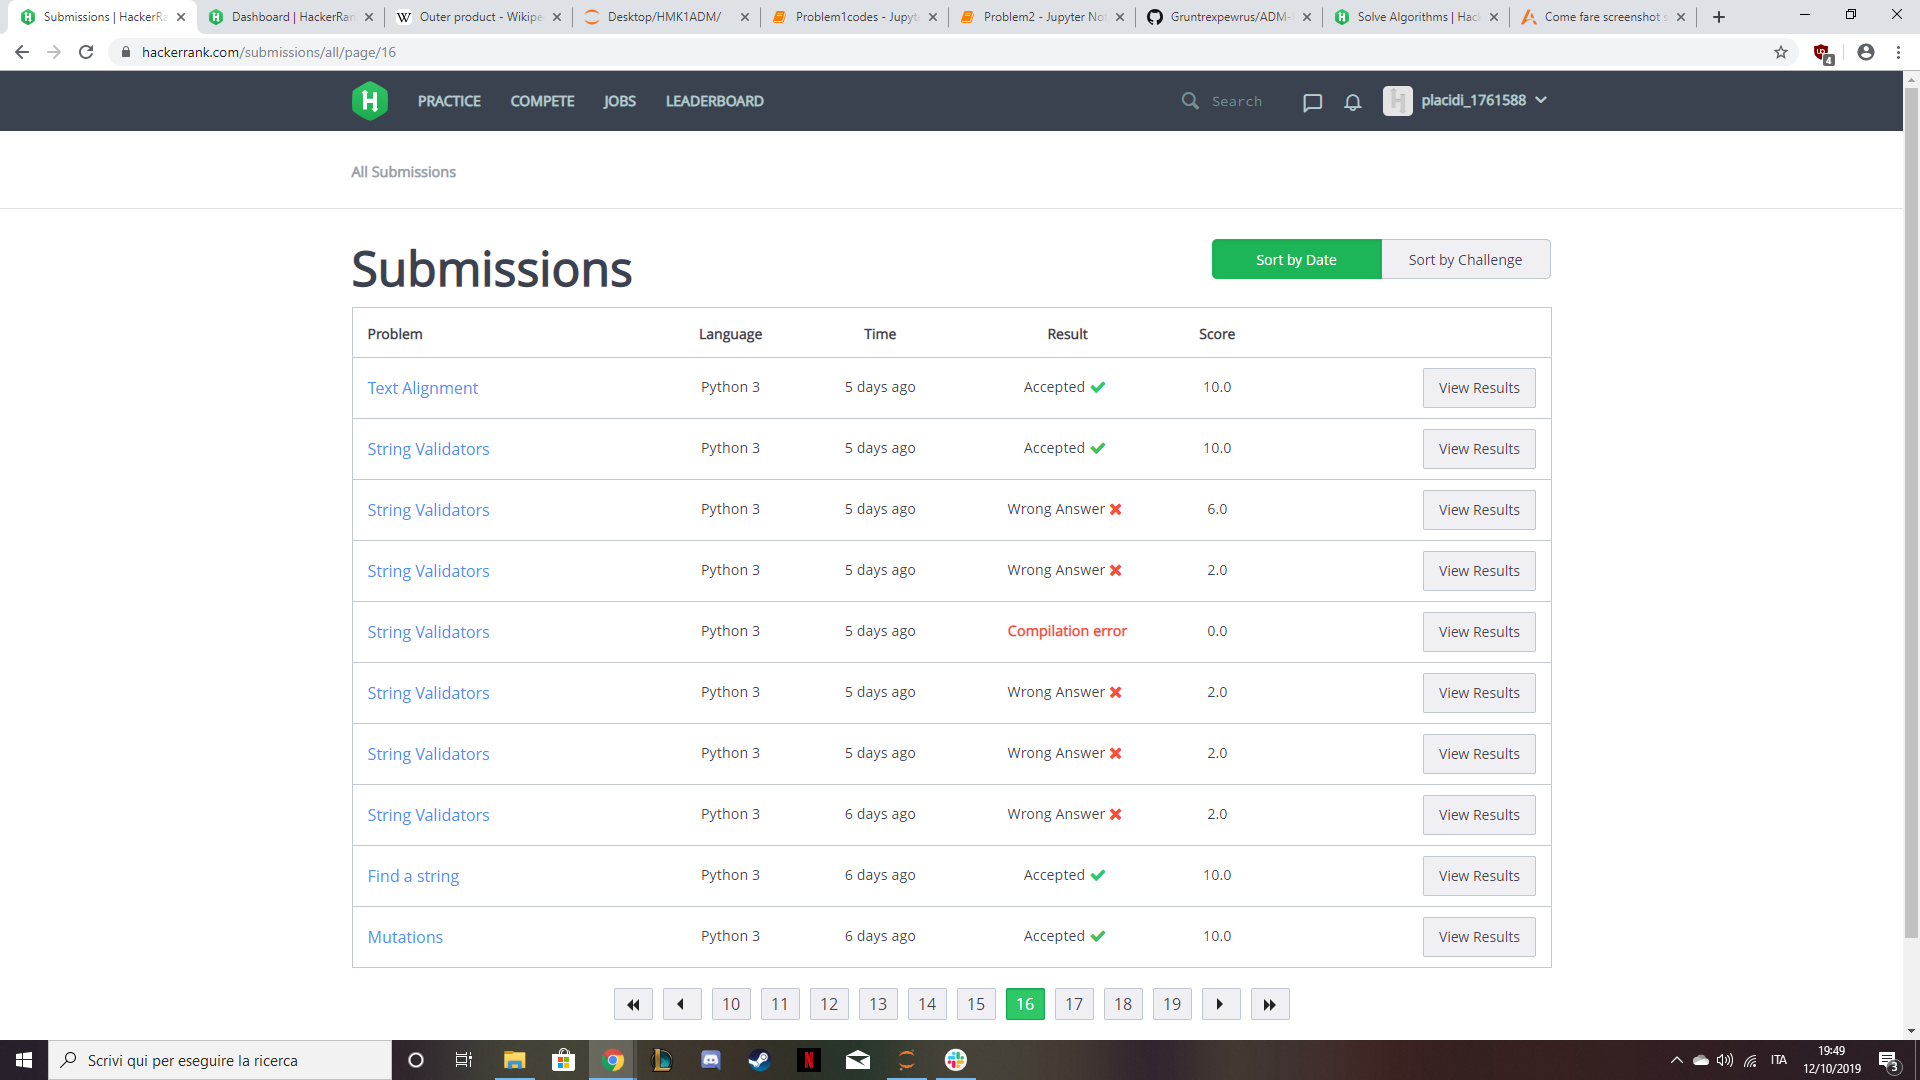 Submissions | HackerRa Dashboard | HackerRan Outer product - Wikipe Desktop/HMK1ADM/ Problem1codes - Jupyt Problem2 - Jupyter Not Gruntrexpewrus/ADM- Solve Algorithms | Hac Come fare screenshot s
hackerrank.com/submissions/all/page/16
4
PRACTICE COMPETE JOBS LEADERBOARD Search placidi_1761588
All Submissions
Submissions
Sort by Date Sort by Challenge
Problem Language Time Result Score
Text Alignment Python 3 5 days ago Accepted 10.0 View Results
String Validators Python 3 5 days ago Accepted 10.0 View Results
String Validators Python 3 5 days ago Wrong Answer 6.0 View Results
String Validators Python 3 5 days ago Wrong Answer 2.0 View Results
String Validators Python 3 5 days ago Compilation error 0.0 View Results
String Validators Python 3 5 days ago Wrong Answer 2.0 View Results
String Validators Python 3 5 days ago Wrong Answer 2.0 View Results
String Validators Python 3 6 days ago Wrong Answer 2.0 View Results
Find a string Python 3 6 days ago Accepted 10.0 View Results
Mutations Python 3 6 days ago Accepted 10.0 View Results
10 11 12 13 14 15 16 17 18 19
Scrivi qui per eseguire la ricerca
ITA
19:49
12/10/2019
3